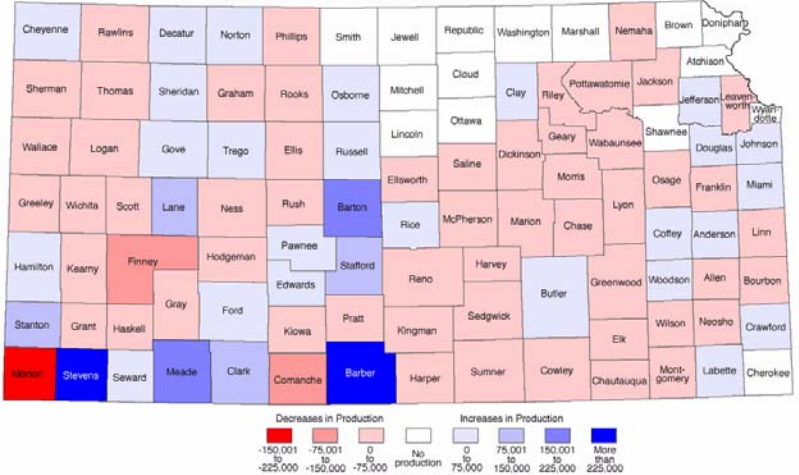 Cheyenne Rawlins Decatur Norton Phillips Smith Jewell Republic Washington Marshall Nemaha Brown Doniphan
Atchison
Sherman Thomas Sheridan Graham Rooks Osborne Mitchell Cloud Clay Riley Pottawatomie Jackson Jefferson Leaven-
worth
Wyan-
dotte
Wallace Logan Gove Trego Ellis Russell Lincoln Ottawa Dickinson Geary Wabaunsee Shawnee Douglas Johnson
Greeley Wichita Scott Lane Ness Rush Barton Ellsworth Saline Morris Osage Franklin Miami
Rice McPherson Marion Chase Lyon Coffey Anderson Linn
Hamilton Kearny Finney Hodgeman Pawnee Stafford
Edwards Reno Harvey Butler Greenwood Woodson Allen Bourbon
Stanton Grant Haskell Gray Ford Kiowa Pratt Kingman Sedgwick Elk Wilson Neosho Crawford
Morton Stevens Seward Meade Clark Comanche Barber Harper Sumner Cowley Chautauqua Mont-
gomery
Labette Cherokee
Decreases in Production
-150,001
to
-225,000
-75,001
to
-150,000
0
to
-75,000
No
production
Increases in Production
0
to
75,000
75,001
to
150,000
150,001
to
225,000
More
than
225,000